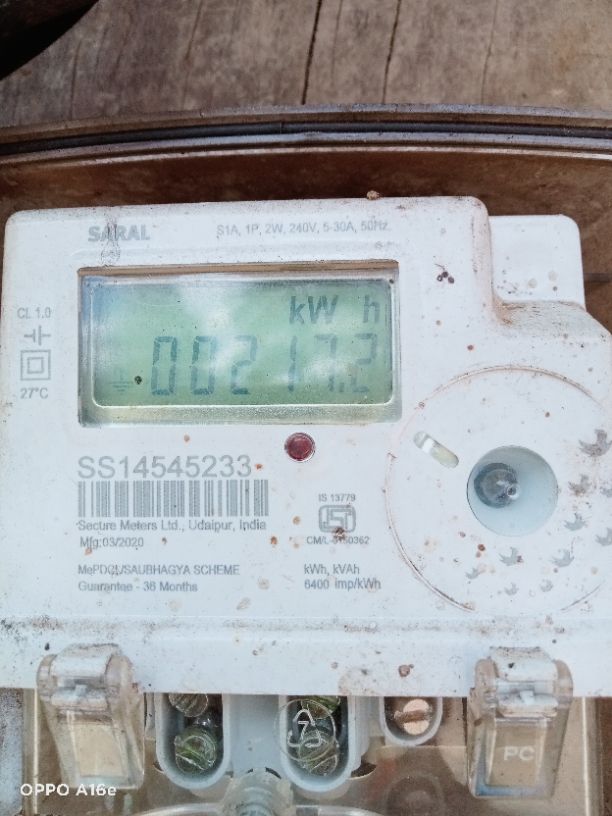 SARAL
S1A, 1P, 2W, 240V, 5-30A, 50Hz
CL 1.0
27°C
kW h
00217.2
SS14545233
Secure Meters Ltd., Udaipur, India
Mfg:03/2020
IS 13779
MePDCL/SAUBHAGYA SCHEME
Guarantee - 36 Months
kWh, kVAh
6400 imp/kWh
PC
OPPO A16e